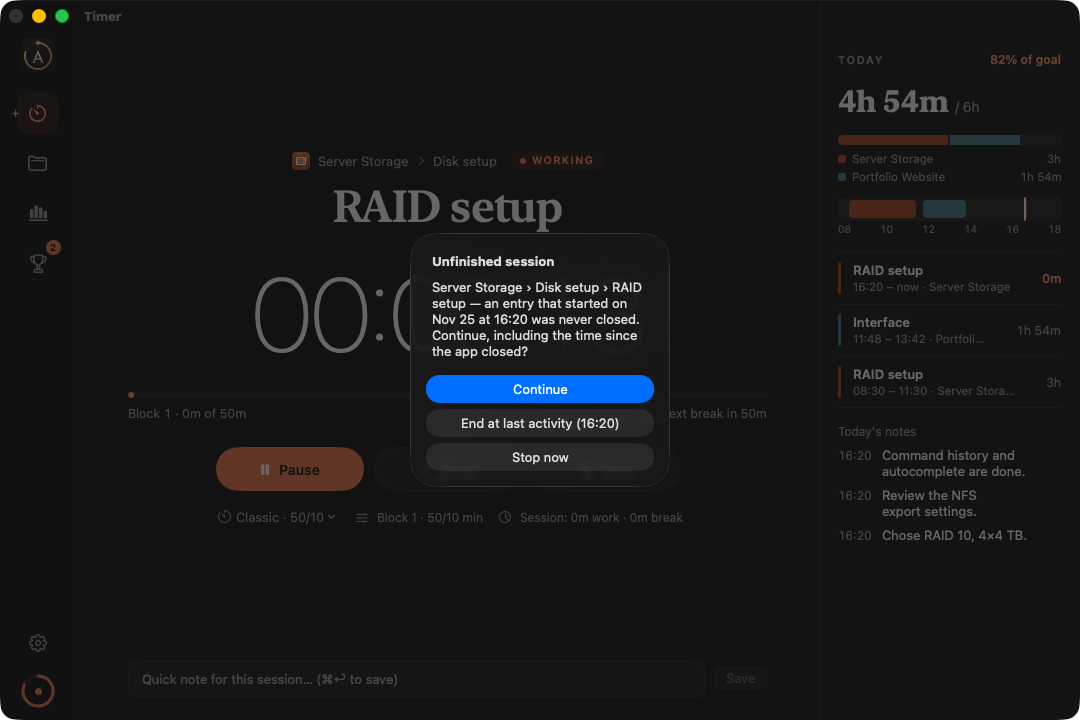 Timer
A
Server Storage › Disk setup
WORKING
RAID setup
00:0
Block 1 · 0m of 50m
ext break in 50m
Pause
Classic · 50/10
Block 1 · 50/10 min
Session: 0m work · 0m break
Unfinished session
Server Storage › Disk setup › RAID
setup — an entry that started on
Nov 25 at 16:20 was never closed.
Continue, including the time since
the app closed?
Continue
End at last activity (16:20)
Stop now
2
Quick note for this session... (⌘↩ to save)
Save
TODAY
82% of goal
4h 54m / 6h
Server Storage
3h
Portfolio Website
1h 54m
08 10 12 14 16 18
RAID setup
16:20 – now · Server Storage
0m
Interface
11:48 – 13:42 · Portfoli...
1h 54m
RAID setup
08:30 – 11:30 · Server Stora...
3h
Today's notes
16:20 Command history and
autocomplete are done.
16:20 Review the NFS
export settings.
16:20 Chose RAID 10, 4×4 TB.